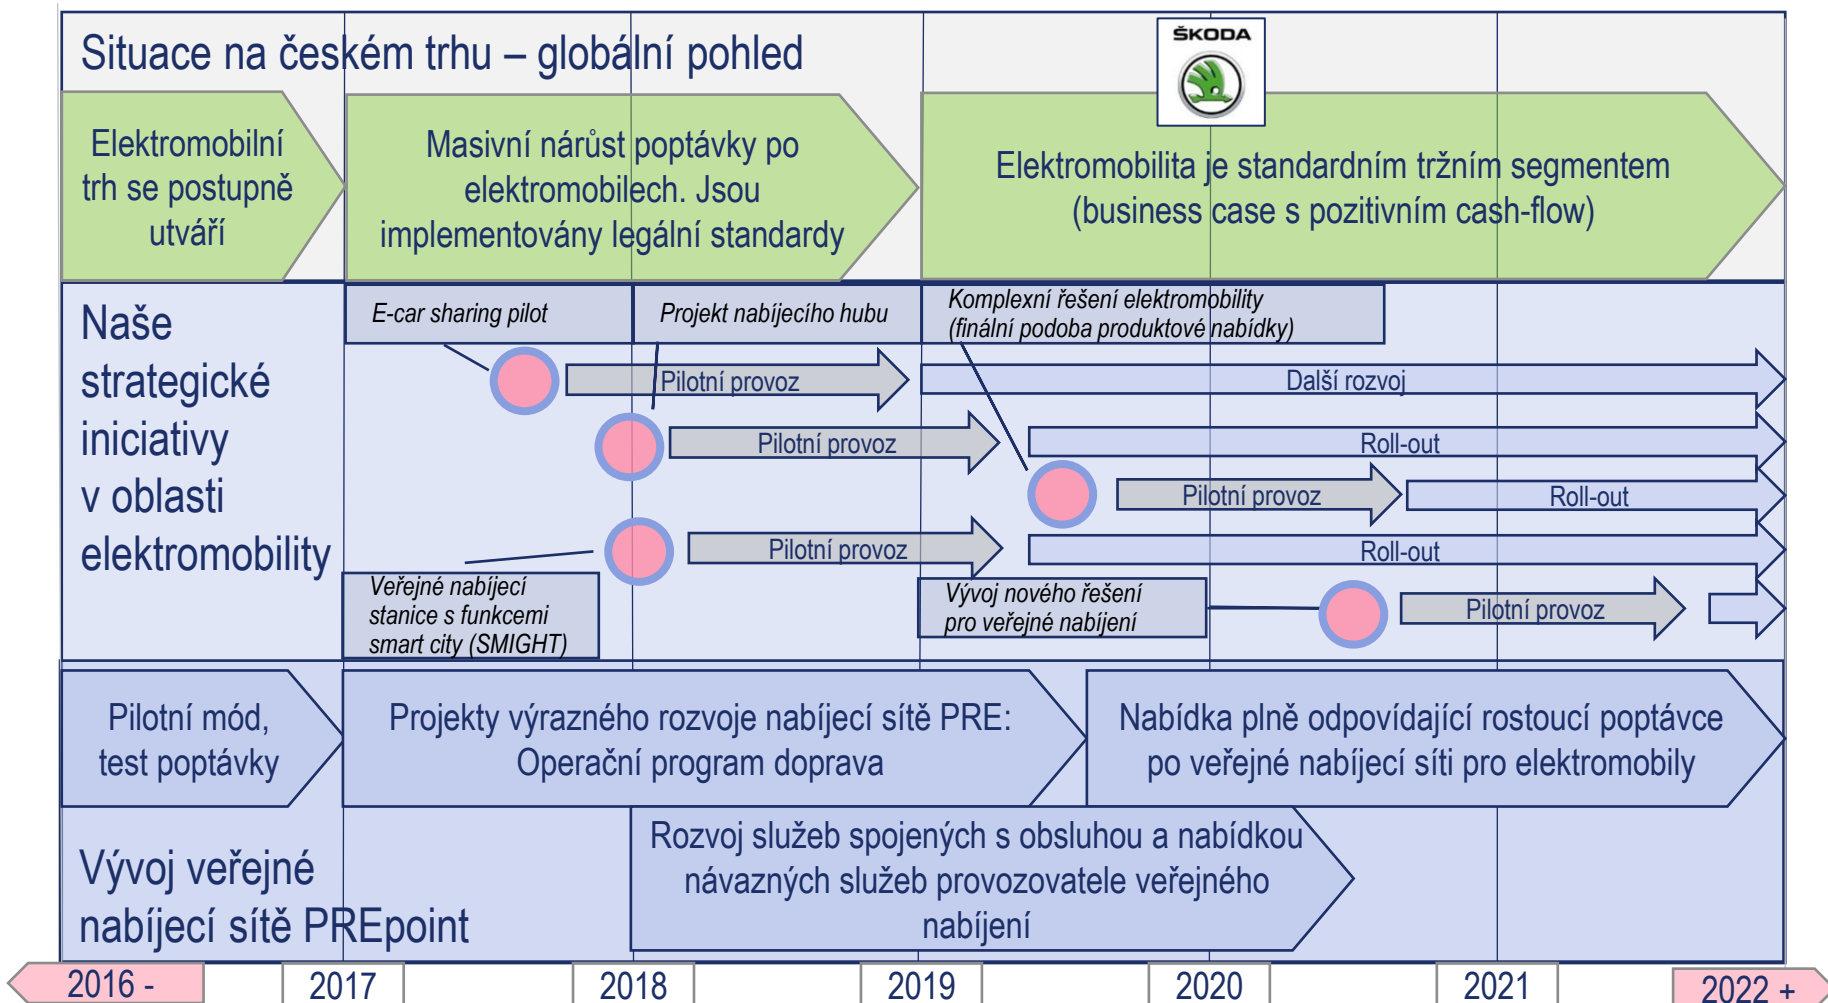 Situace na českém trhu – globální pohled
ŠKODA
Elektromobilní
trh se postupně
utváří
Masivní nárůst poptávky po
elektromobilech. Jsou
implementovány legální standardy
Elektromobilita je standardním tržním segmentem
(business case s pozitivním cash-flow)
Naše
strategické
iniciativy
v oblasti
elektromobility
E-car sharing pilot
Projekt nabíjecího hubu
Komplexní řešení elektromobility
(finální podoba produktové nabídky)
Pilotní provoz
Další rozvoj
Pilotní provoz
Roll-out
Pilotní provoz
Roll-out
Pilotní provoz
Roll-out
Veřejné nabíjecí
stanice s funkcemi
smart city (SMIGHT)
Vývoj nového řešení
pro veřejné nabíjení
Pilotní provoz
Pilotní mód,
test poptávky
Projekty výrazného rozvoje nabíjecí sítě PRE:
Operační program doprava
Nabídka plně odpovídající rostoucí poptávce
po veřejné nabíjecí síti pro elektromobily
Rozvoj služeb spojených s obsluhou a nabídkou
návazných služeb provozovatele veřejného
nabíjení
Vývoj veřejné
nabíjecí sítě PREpoint
2016 -
2017
2018
2019
2020
2021
2022 +